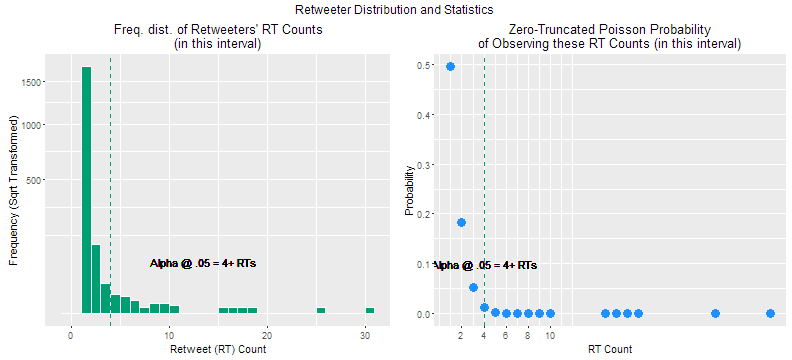 Retweeter Distribution and Statistics
Freq. dist. of Retweeters' RT Counts
(in this interval)
Frequency (Sqrt Transformed)
1500
1000
500
Alpha @ .05 = 4+ RTs
0
10
20
30
Retweet (RT) Count
Zero-Truncated Poisson Probability
of Observing these RT Counts (in this interval)
Probability
0.5
0.4
0.3
0.2
0.1
0.0
Alpha @ .05 = 4+ RTs
2
4
6
8
10
RT Count